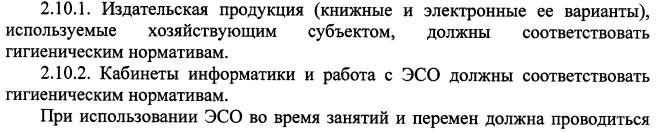 2.10.1. Издательская продукция (книжные и электронные ее варианты),
используемые хозяйствующим субъектом, должны соответствовать
гигиеническим нормативам.
2.10.2. Кабинеты информатики и работа с ЭСО должны соответствовать
гигиеническим нормативам.
При использовании ЭСО во время занятий и перемен должна проводиться